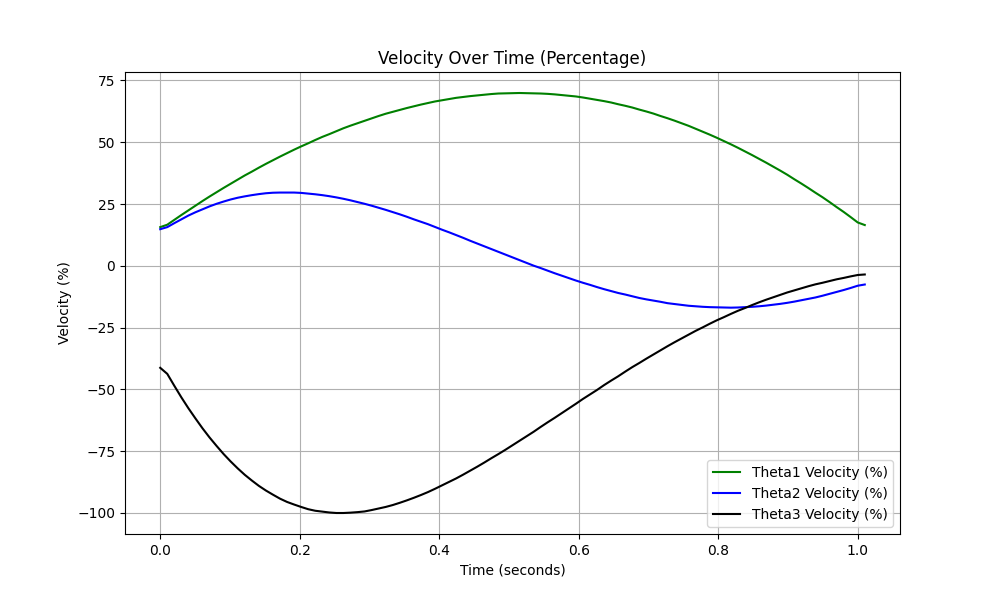 Velocity Over Time (Percentage)
75
50
25
0
−25
−50
−75
−100
Velocity (%)
0.0 0.2 0.4 0.6 0.8 1.0
Time (seconds)
Theta1 Velocity (%)
Theta2 Velocity (%)
Theta3 Velocity (%)